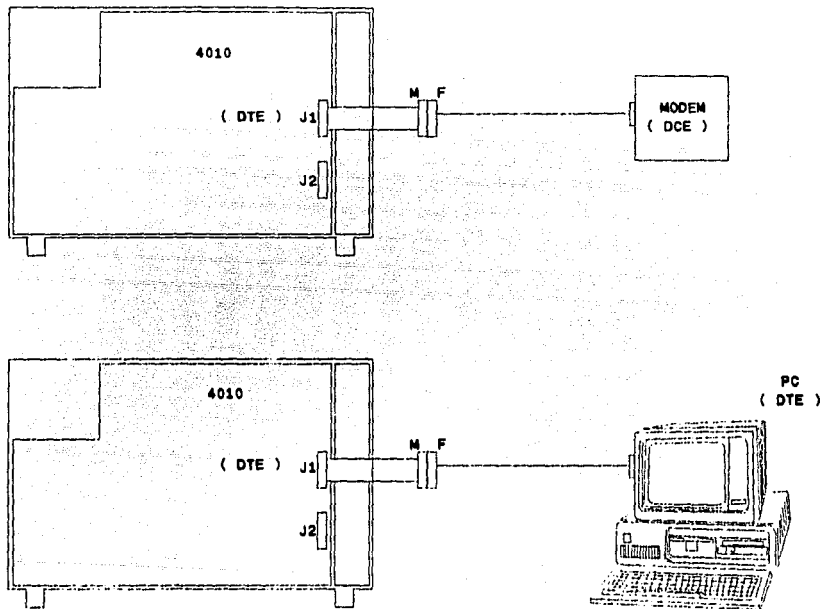 4010
M F
( DTE ) J1
MODEM
( DCE )
J2
4010
PC
( DTE )
M F
( DTE ) J1
J2